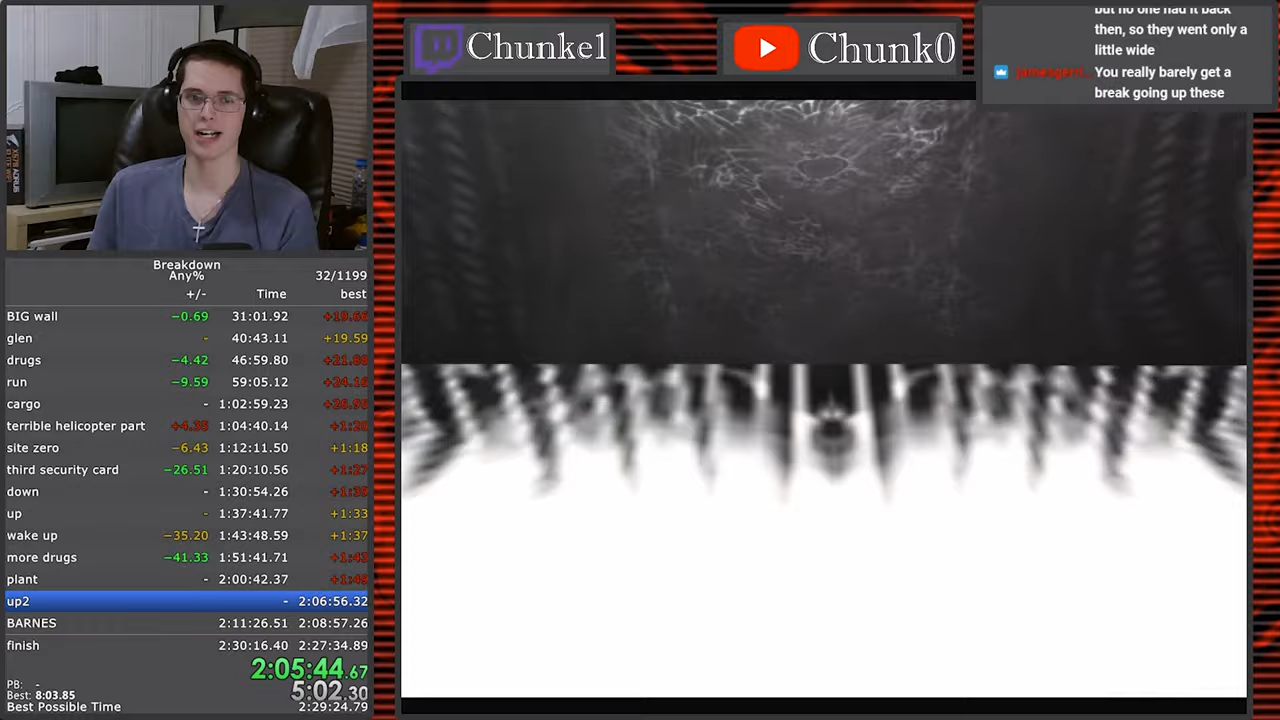 Chunke1
Chunk0
but no one had it back
then, so they went only a
little wide
jamesgerri... You really barely get a
break going up these
Breakdown
Any% 32/1199
+/- Time best
BIG wall −0.69 31:01.92
glen - 40:43.11 +19.59
drugs −4.42 46:59.80
run −9.59 59:05.12 +24.16
cargo - 1:02:59.23
terrible helicopter part +4.35 1:04:40.14
site zero −6.43 1:12:11.50 +1:18
third security card −26.51 1:20:10.56 +1:27
down - 1:30:54.26
up - 1:37:41.77 +1:33
wake up −35.20 1:43:48.59 +1:37
more drugs −41.33 1:51:41.71
plant - 2:00:42.37
up2 - 2:06:56.32
BARNES 2:11:26.51 2:08:57.26
finish 2:30:16.40 2:27:34.89
2:05:44.67
PB: -
5:02.30
Best: 8:03.85
Best Possible Time 2:29:24.79